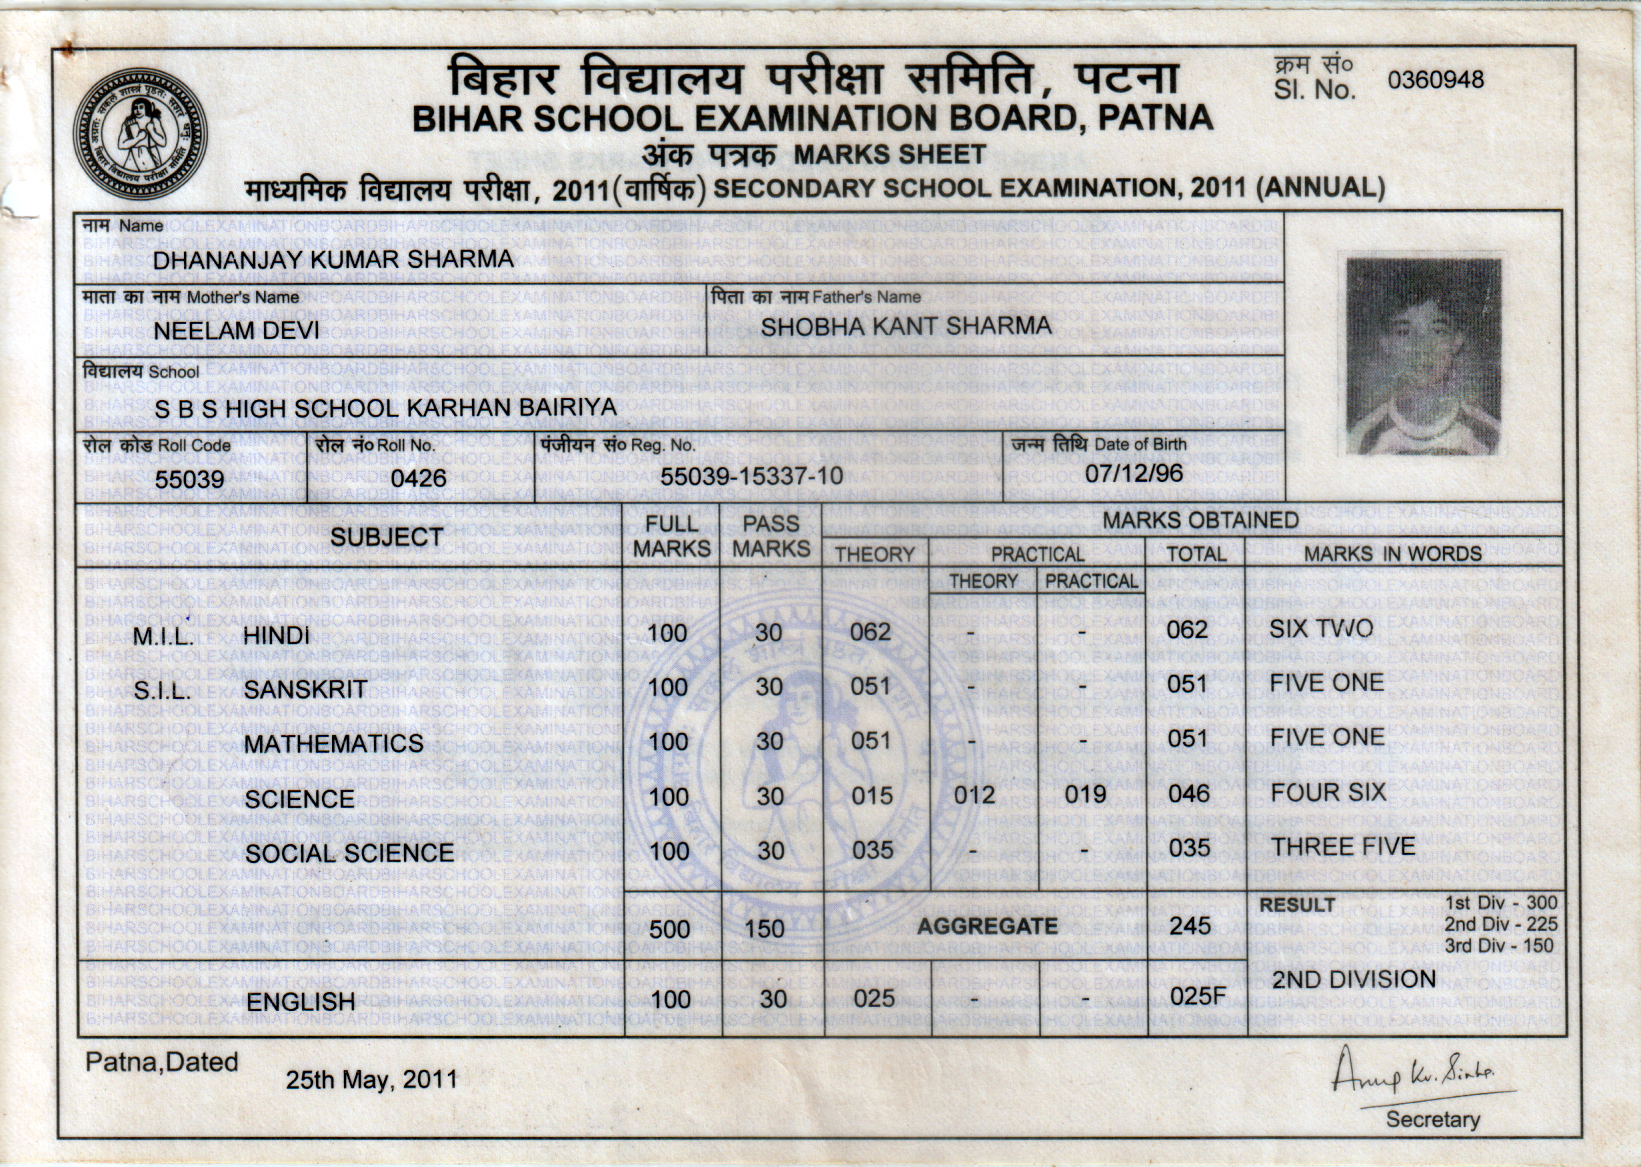 बिहार विद्यालय परीक्षा समिति, पटना
क्रम सं० 0360948
Sl. No.
BIHAR SCHOOL EXAMINATION BOARD, PATNA
अंक पत्रक MARKS SHEET
माध्यमिक विद्यालय परीक्षा, 2011(वार्षिक) SECONDARY SCHOOL EXAMINATION, 2011 (ANNUAL)
नाम Name
DHANANJAY KUMAR SHARMA
माता का नाम Mother's Name पिता का नाम Father's Name
NEELAM DEVI SHOBHA KANT SHARMA
विद्यालय School
S B S HIGH SCHOOL KARHAN BAIRIYA
रोल कोड Roll Code रोल नं० Roll No. पंजीयन सं० Reg. No. जन्म तिथि Date of Birth
55039 0426 55039-15337-10 07/12/96
SUBJECT FULL MARKS PASS MARKS MARKS OBTAINED
THEORY PRACTICAL TOTAL MARKS IN WORDS
THEORY PRACTICAL
M.I.L. HINDI 100 30 062 - - 062 SIX TWO
S.I.L. SANSKRIT 100 30 051 - - 051 FIVE ONE
MATHEMATICS 100 30 051 - - 051 FIVE ONE
SCIENCE 100 30 015 012 019 046 FOUR SIX
SOCIAL SCIENCE 100 30 035 - - 035 THREE FIVE
500 150 AGGREGATE 245
RESULT 1st Div - 300
2nd Div - 225
3rd Div - 150
2ND DIVISION
ENGLISH 100 30 025 - - 025F
Patna,Dated 25th May, 2011
Anup Kr. Sinha
Secretary